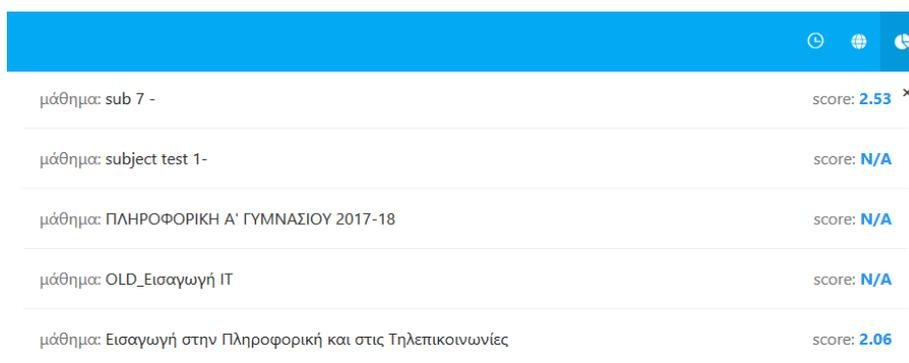 μάθημα: sub 7 - score: 2.53
μάθημα: subject test 1- score: N/A
μάθημα: ΠΛΗΡΟΦΟΡΙΚΗ Α' ΓΥΜΝΑΣΙΟΥ 2017-18 score: N/A
μάθημα: OLD_Εισαγωγή IT score: N/A
μάθημα: Εισαγωγή στην Πληροφορική και στις Τηλεπικοινωνίες score: 2.06